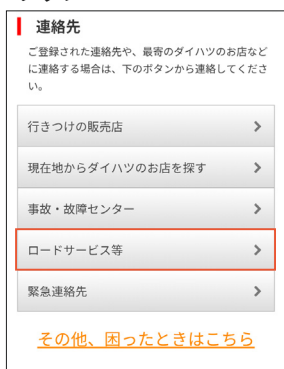 連絡先
ご登録された連絡先や、最寄のダイハツのお店など
に連絡する場合は、下のボタンから連絡してくださ
い。
行きつけの販売店
現在地からダイハツのお店を探す
事故・故障センター
ロードサービス等
緊急連絡先
その他、困ったときはこちら